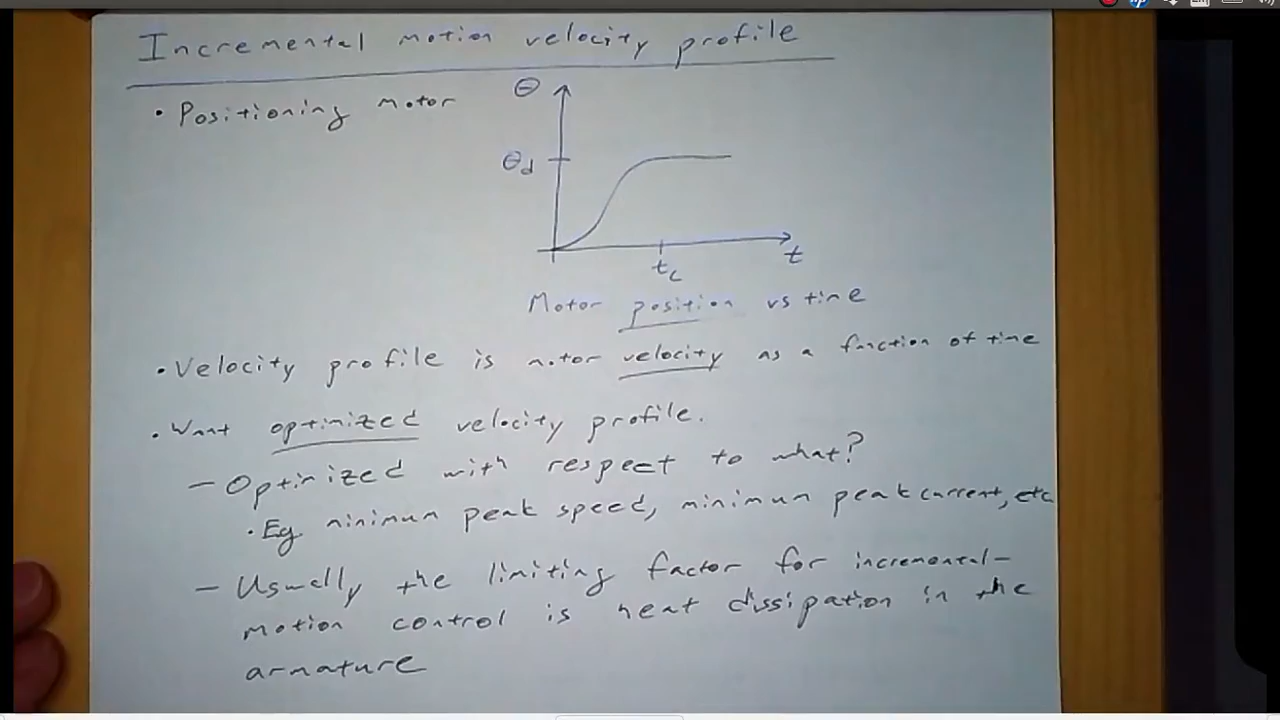 Incremental motion velocity profile
• Positioning motor
Θ
Θd
tc
t
Motor position vs time
• Velocity profile is motor velocity as a function of time
• Want optimized velocity profile.
– Optimized with respect to what?
• Eg minimum peak speed, minimum peak current, etc
– Usually the limiting factor for incremental-
motion control is heat dissipation in the
armature